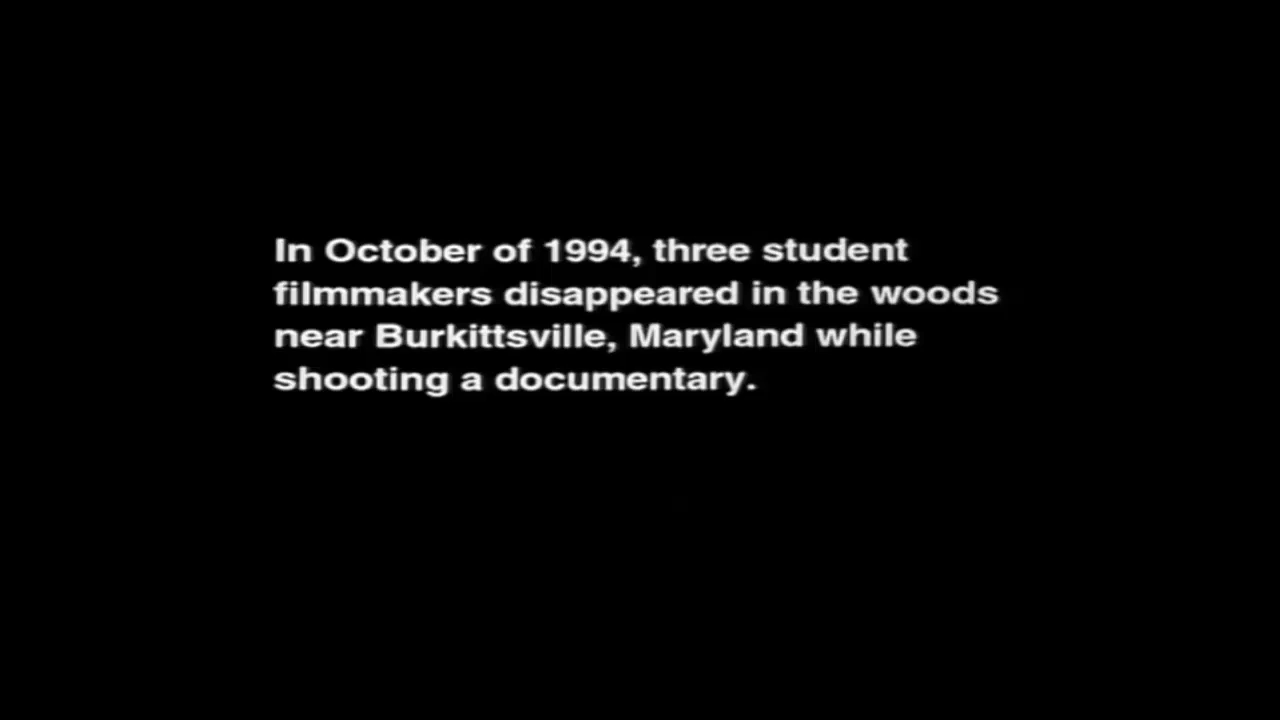 In October of 1994, three student
filmmakers disappeared in the woods
near Burkittsville, Maryland while
shooting a documentary.